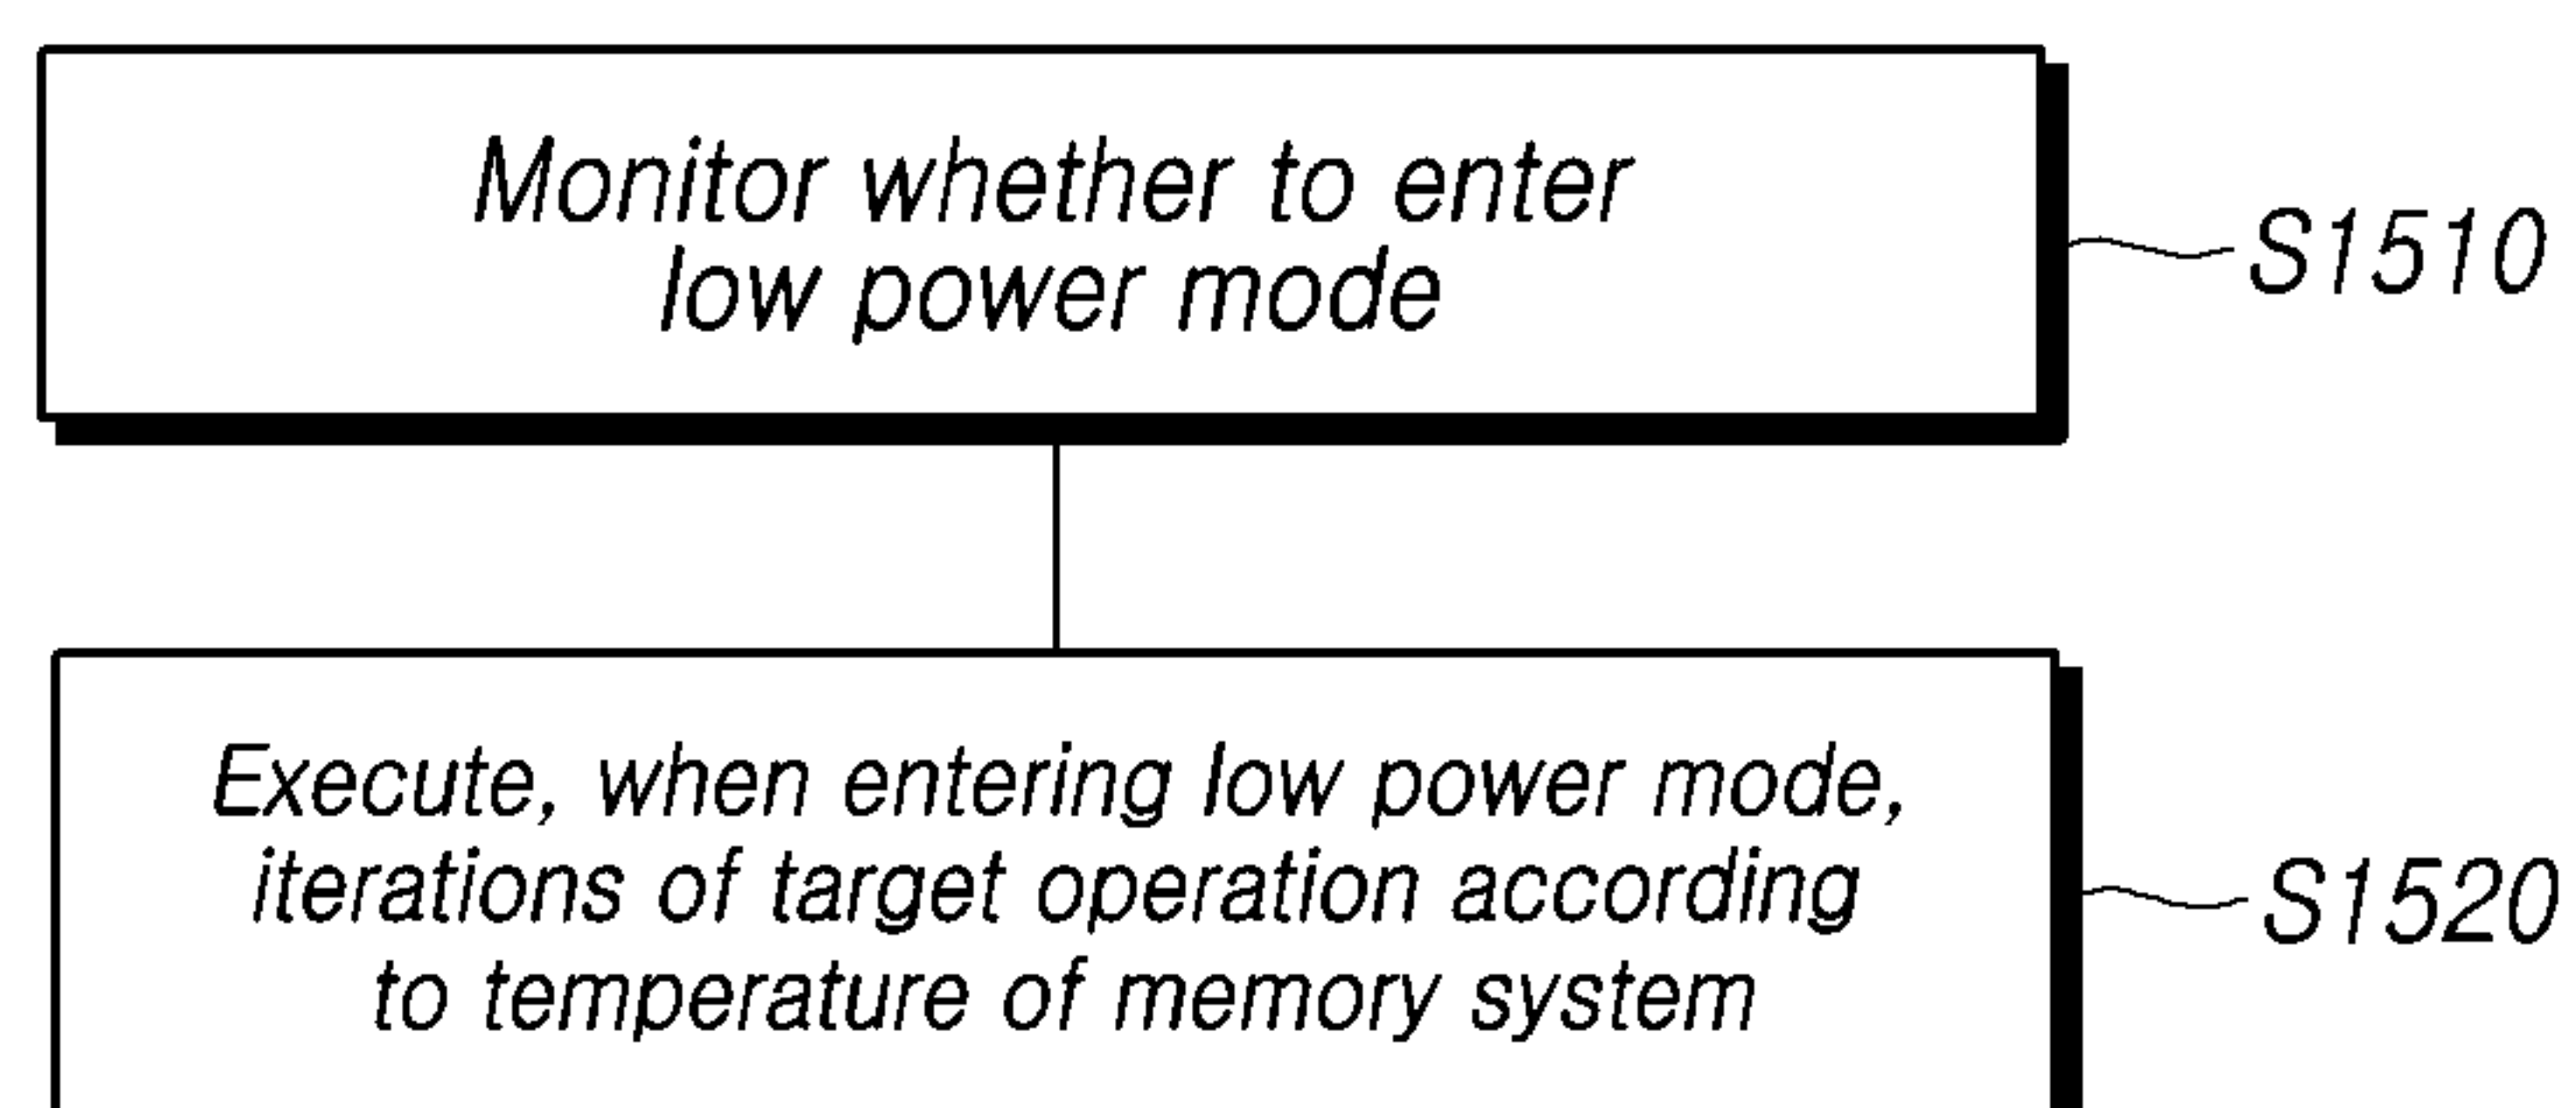 Monitor whether to enter
low power mode
S1510
Execute, when entering low power mode,
iterations of target operation according
to temperature of memory system
S1520